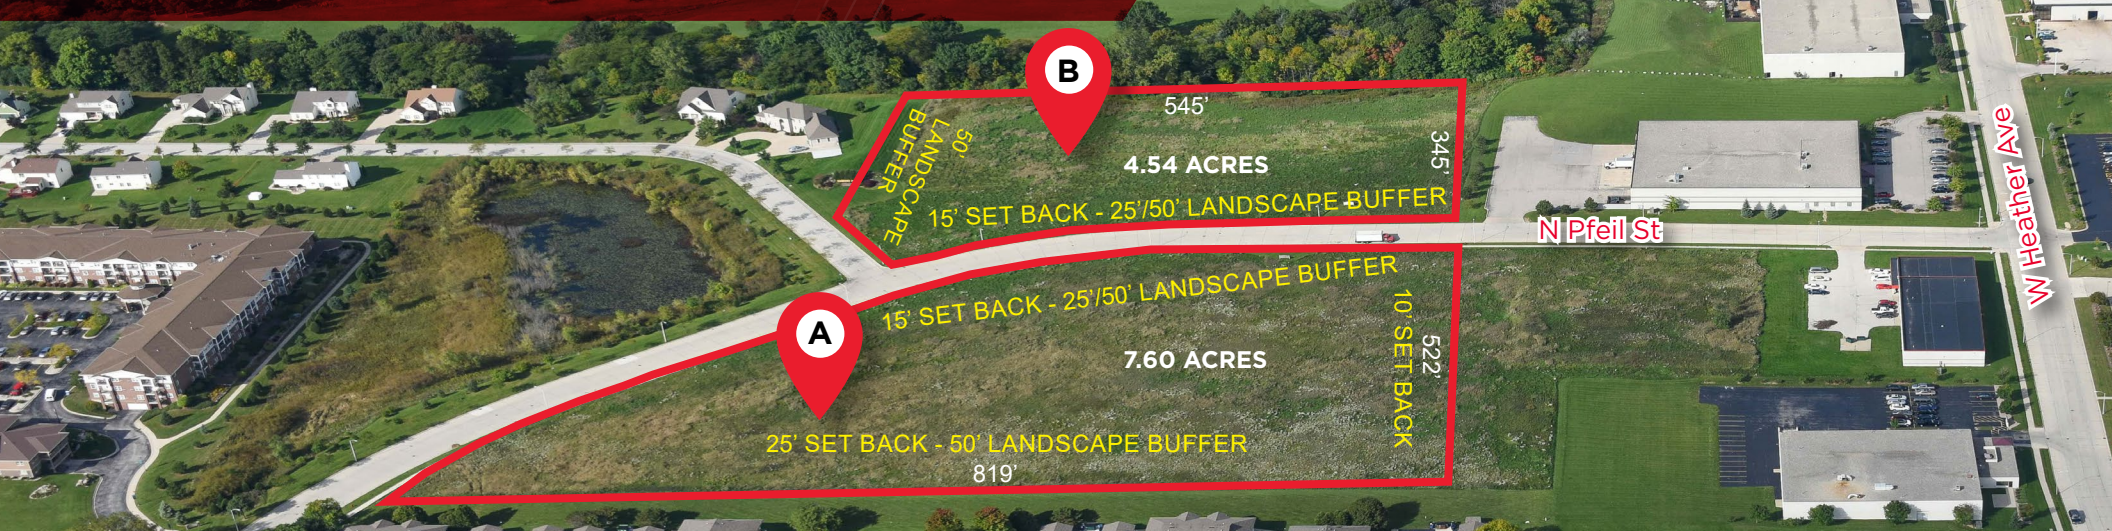 B
545'
50'
LANDSCAPE
BUFFER
345'
4.54 ACRES
15' SET BACK - 25'/50' LANDSCAPE BUFFER
N Pfeil St
W Heather Ave
15' SET BACK - 25'/50' LANDSCAPE BUFFER
A
7.60 ACRES
10' SET BACK
522'
25' SET BACK - 50' LANDSCAPE BUFFER
819'